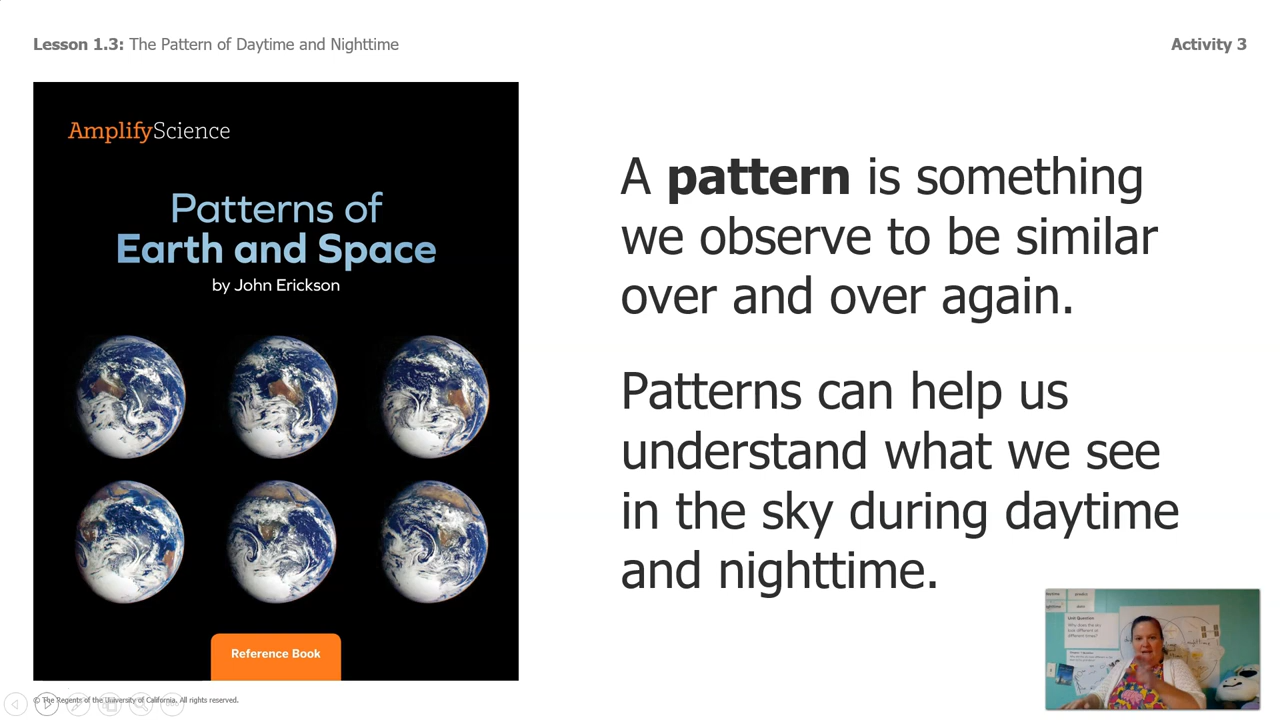 Lesson 1.3: The Pattern of Daytime and Nighttime
Activity 3
AmplifyScience
Patterns of
Earth and Space
by John Erickson
Reference Book
A pattern is something
we observe to be similar
over and over again.
Patterns can help us
understand what we see
in the sky during daytime
and nighttime.
Unit Question
© The Regents of the University of California. All rights reserved.